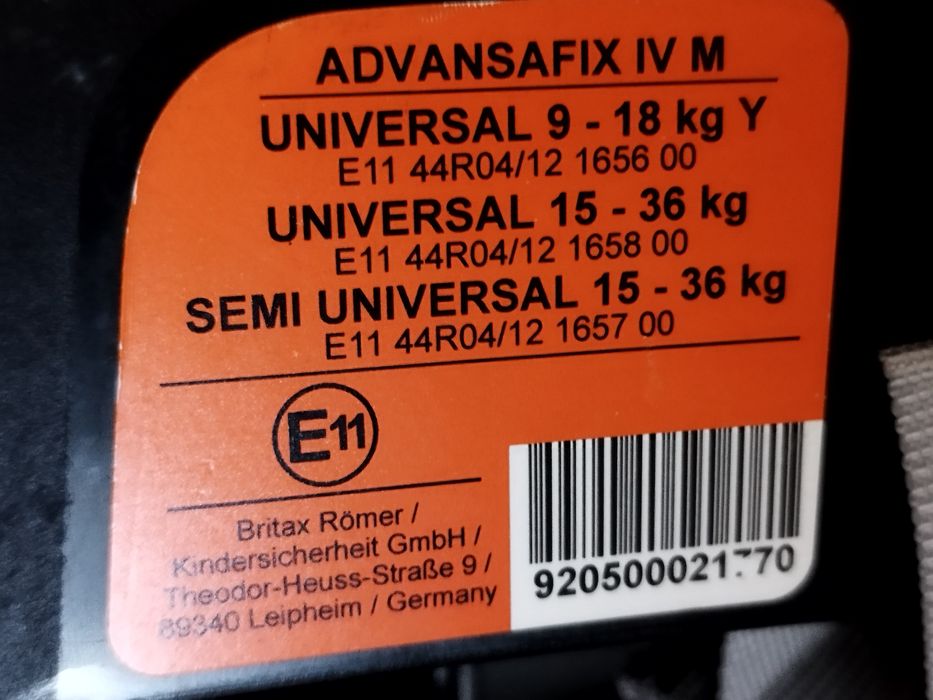 ADVANSAFIX IV M
UNIVERSAL 9 - 18 kg Y
E11 44R04/12 1656 00
UNIVERSAL 15 - 36 kg
E11 44R04/12 1658 00
SEMI UNIVERSAL 15 - 36 kg
E11 44R04/12 1657 00
E11
Britax Römer /
Kindersicherheit GmbH /
Theodor-Heuss-Straße 9 /
89340 Leipheim / Germany